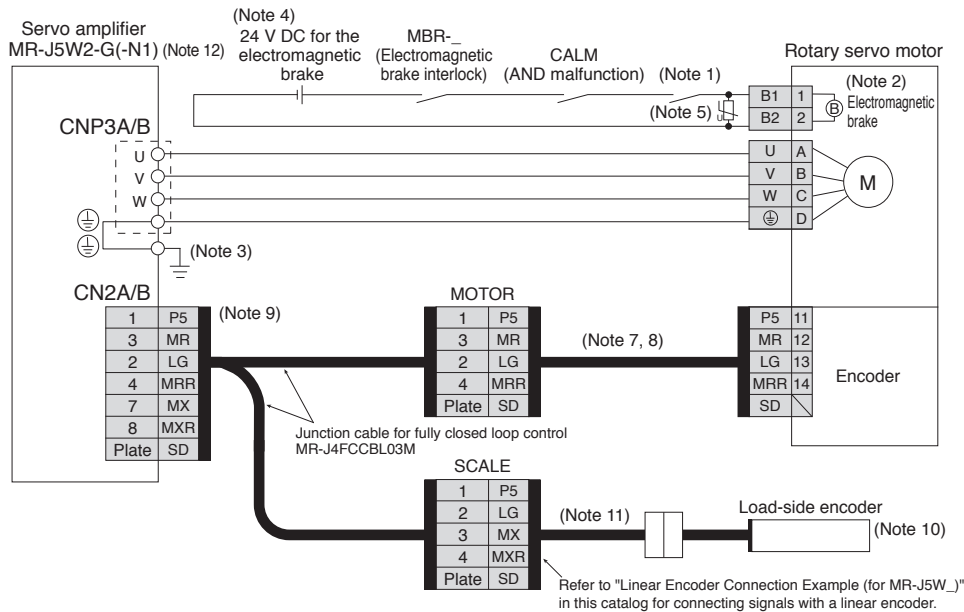 Servo amplifier
MR-J5W2-G(-N1) (Note 12)
(Note 4)
24 V DC for the
electromagnetic
brake
MBR-_
(Electromagnetic
brake interlock)
CALM
(AND malfunction)
(Note 1)
(Note 5)
U
Rotary servo motor
B1 1
B2 2
(Note 2)
B
Electromagnetic
brake
CNP3A/B
U
V
W
U A
V B
W C
D
M
(Note 3)
CN2A/B
1 P5
3 MR
2 LG
4 MRR
7 MX
8 MXR
Plate SD
(Note 9)
MOTOR
1 P5
3 MR
2 LG
4 MRR
Plate SD
(Note 7, 8)
P5 11
MR 12
LG 13
MRR 14
SD
Encoder
Junction cable for fully closed loop control
MR-J4FCCBL03M
SCALE
1 P5
2 LG
3 MX
4 MXR
Plate SD
(Note 11)
Load-side encoder
(Note 10)
Refer to "Linear Encoder Connection Example (for MR-J5W_)"
in this catalog for connecting signals with a linear encoder.